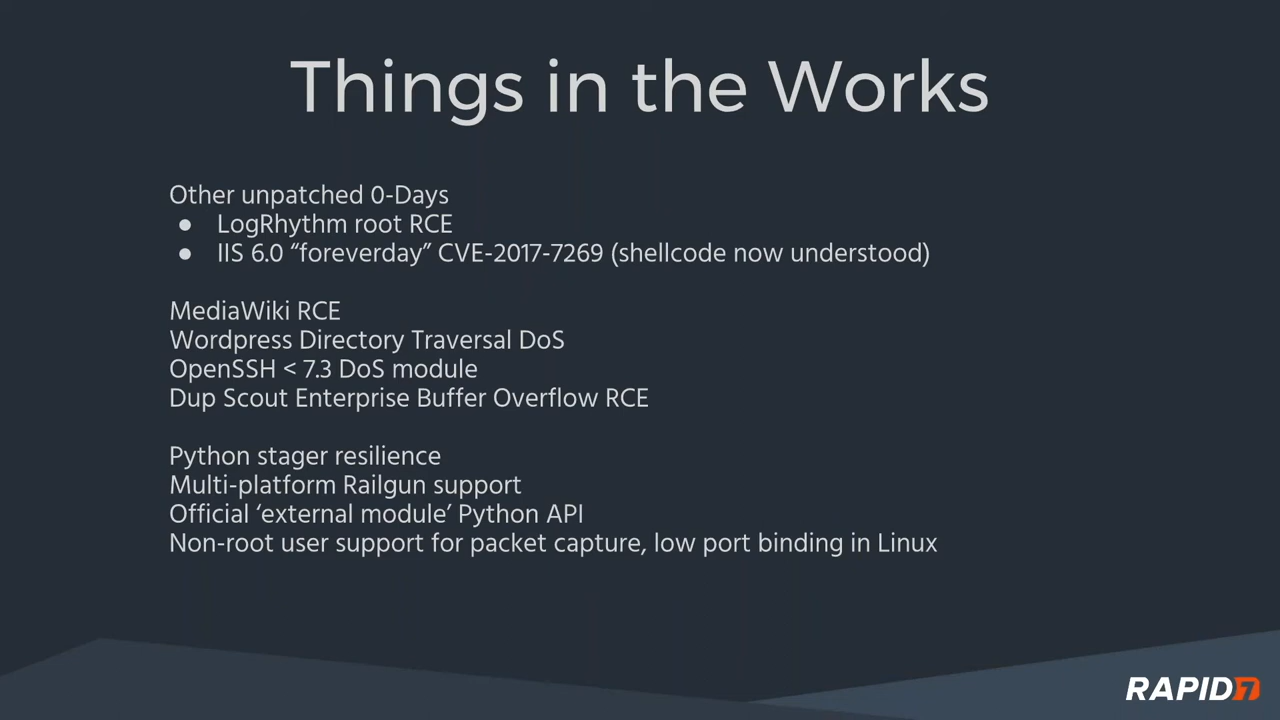 Things in the Works
Other unpatched 0-Days
● LogRhythm root RCE
● IIS 6.0 “foreverday” CVE-2017-7269 (shellcode now understood)
MediaWiki RCE
Wordpress Directory Traversal DoS
OpenSSH < 7.3 DoS module
Dup Scout Enterprise Buffer Overflow RCE
Python stager resilience
Multi-platform Railgun support
Official ‘external module’ Python API
Non-root user support for packet capture, low port binding in Linux
RAPID7